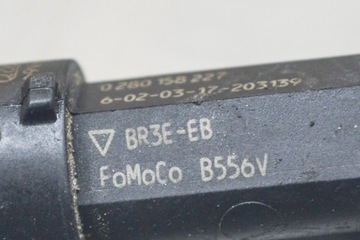 0 280 158 227
6-02-03-17-203139
BR3E-EB
FoMoCo B556V